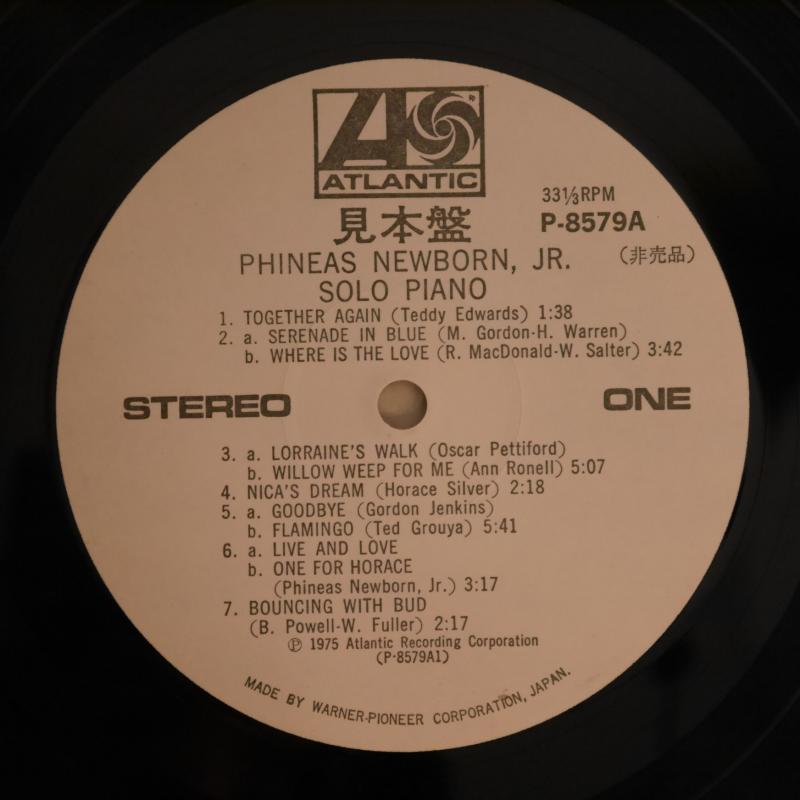 ATLANTIC
33⅓RPM
見本盤
P-8579A
PHINEAS NEWBORN, JR.
(非売品)
SOLO PIANO
1. TOGETHER AGAIN (Teddy Edwards) 1:38
2. a. SERENADE IN BLUE (M. Gordon-H. Warren)
b. WHERE IS THE LOVE (R. MacDonald-W. Salter) 3:42
STEREO
ONE
3. a. LORRAINE'S WALK (Oscar Pettiford)
b. WILLOW WEEP FOR ME (Ann Ronell) 5:07
4. NICA'S DREAM (Horace Silver) 2:18
5. a. GOODBYE (Gordon Jenkins)
b. FLAMINGO (Ted Grouya) 5:41
6. a. LIVE AND LOVE
b. ONE FOR HORACE
(Phineas Newborn, Jr.) 3:17
7. BOUNCING WITH BUD
(B. Powell-W. Fuller) 2:17
Ⓟ 1975 Atlantic Recording Corporation
(P-8579A1)
MADE BY WARNER-PIONEER CORPORATION, JAPAN.